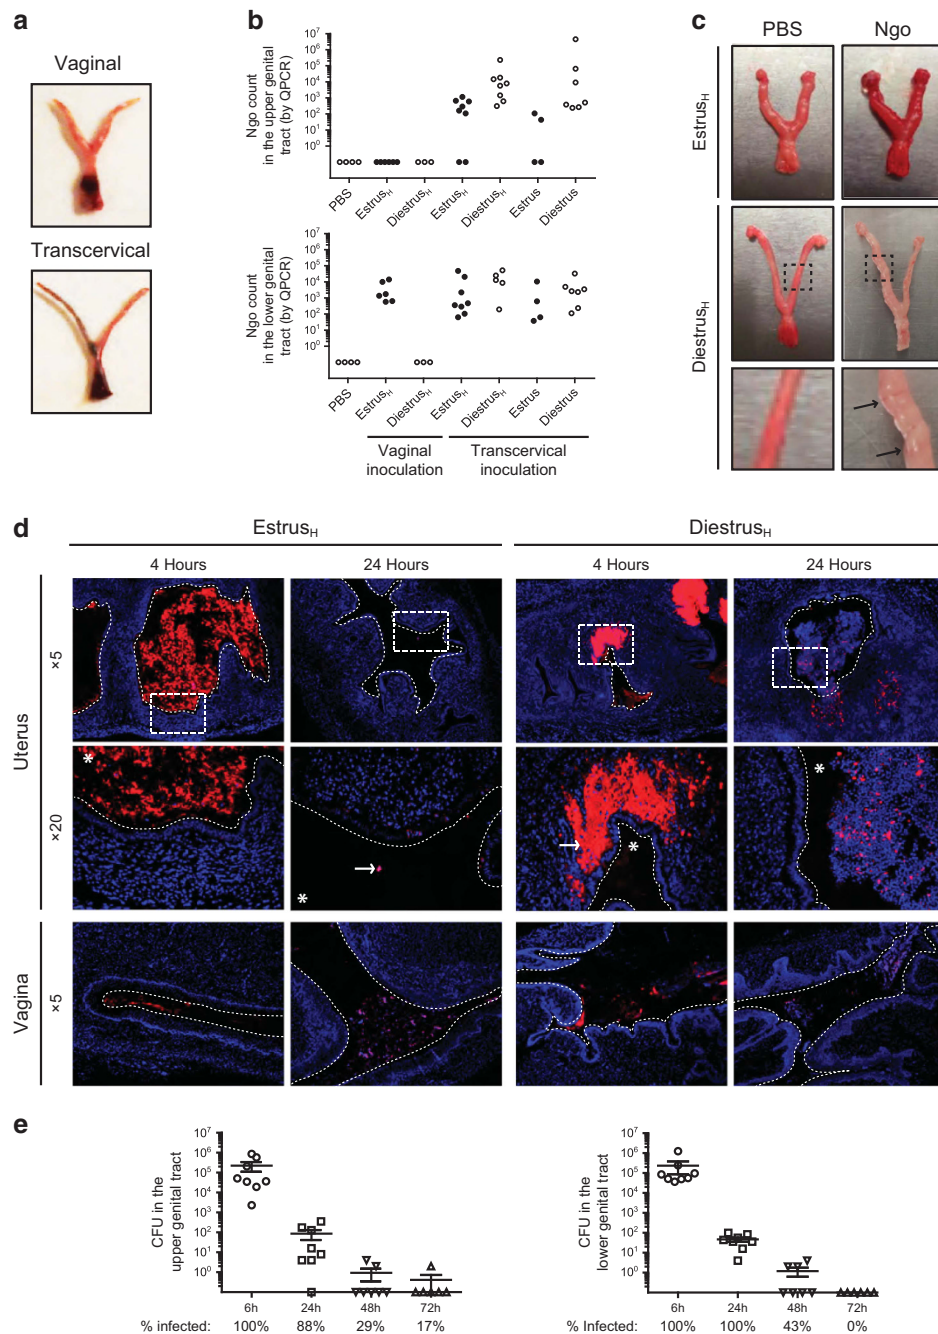 a
Vaginal
Transcervical
b
Ngo count
in the upper genital
tract (by QPCR)
10^7
10^6
10^5
10^4
10^3
10^2
10^1
10^0
PBS
Estrus_H
Diestrus_H
Estrus_H
Diestrus_H
Estrus
Diestrus
Ngo count
in the lower genital
tract (by QPCR)
10^7
10^6
10^5
10^4
10^3
10^2
10^1
10^0
PBS
Estrus_H
Diestrus_H
Estrus_H
Diestrus_H
Estrus
Diestrus
Vaginal
inoculation
Transcervical
inoculation
c
PBS
Ngo
Estrus_H
Diestrus_H
d
Estrus_H
Diestrus_H
4 Hours
24 Hours
4 Hours
24 Hours
Uterus
×5
×20
*
*
*
*
Vagina
×5
e
CFU in the
upper genital tract
10^7
10^6
10^5
10^4
10^3
10^2
10^1
10^0
6h
24h
48h
72h
% infected:
100%
88%
29%
17%
CFU in the
lower genital tract
10^7
10^6
10^5
10^4
10^3
10^2
10^1
10^0
6h
24h
48h
72h
% Infected:
100%
100%
43%
0%